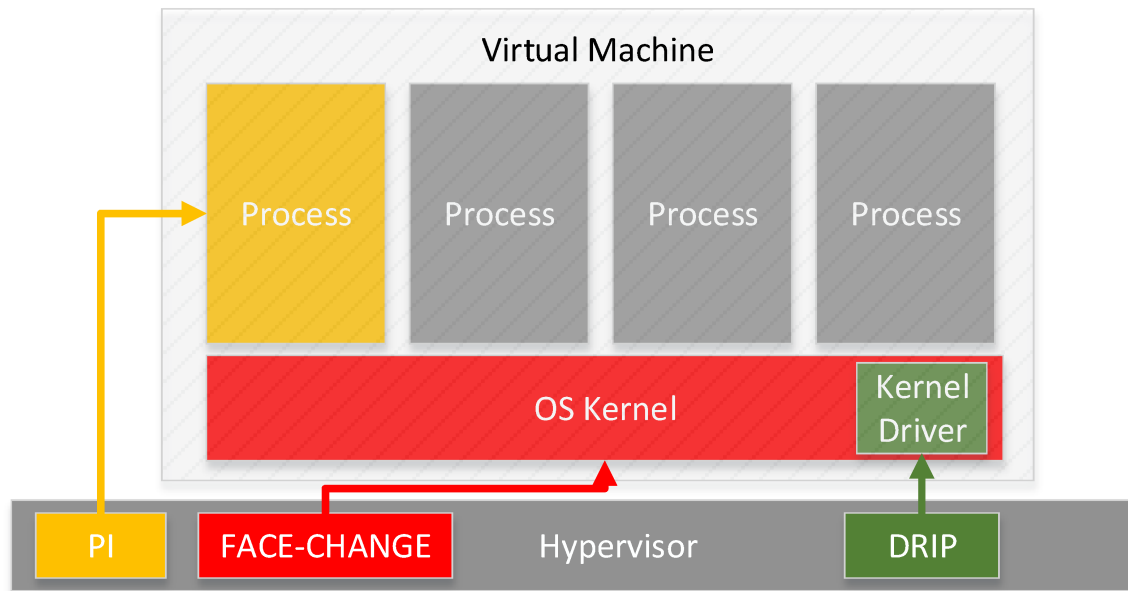 Virtual Machine
Process
Process
Process
Process
OS Kernel
Kernel
Driver
PI
FACE-CHANGE
Hypervisor
DRIP